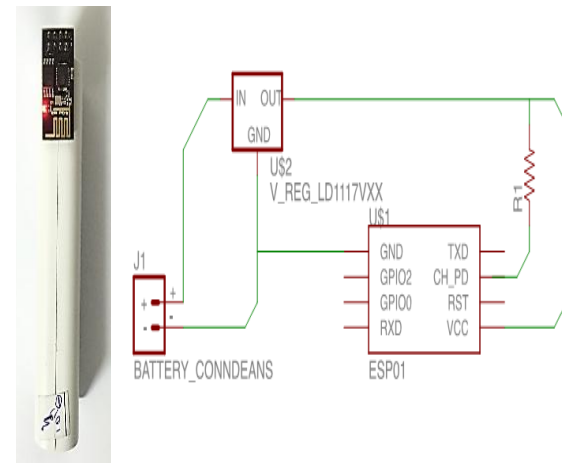 IN OUT
GND
U$2
V_REG_LD1117VXX
R1
U$1
J1
+
+
-
-
BATTERY_CONNDEANS
GND TXD
GPIO2 CH_PD
GPIO0 RST
RXD VCC
ESP01